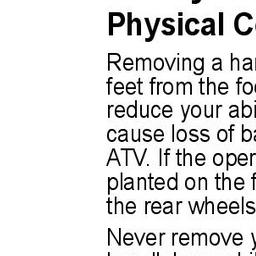 Physical C
Removing a han
feet from the foo
reduce your abi
cause loss of ba
ATV. If the oper
planted on the f
the rear wheels
Never remove y